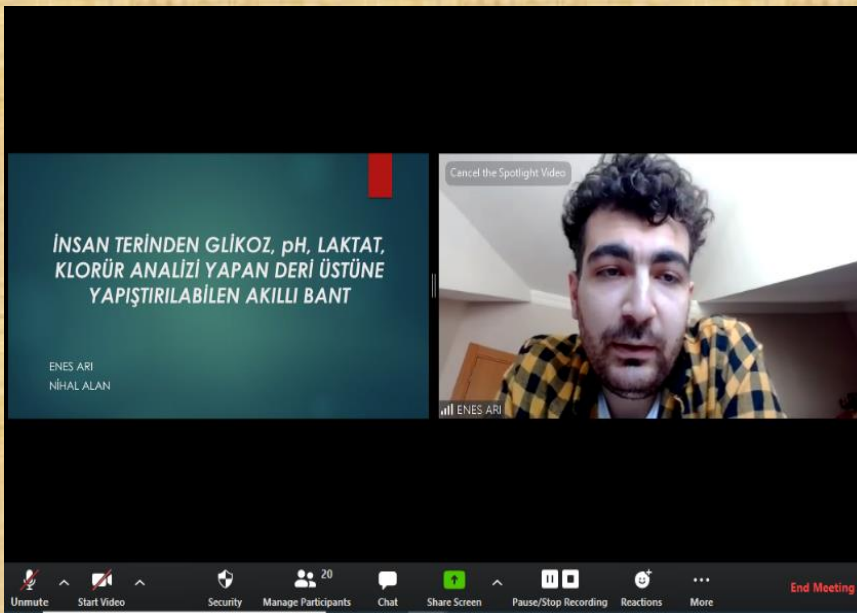 İNSAN TERİNDEN GLİKOZ, pH, LAKTAT,
KLORÜR ANALİZİ YAPAN DERİ ÜSTÜNE
YAPIŞTIRILABİLEN AKILLI BANT
ENES ARI
NİHAL ALAN
Cancel the Spotlight Video
ENES ARI
Unmute
Start Video
Security
20
Manage Participants
Chat
Share Screen
Pause/Stop Recording
Reactions
More
End Meeting